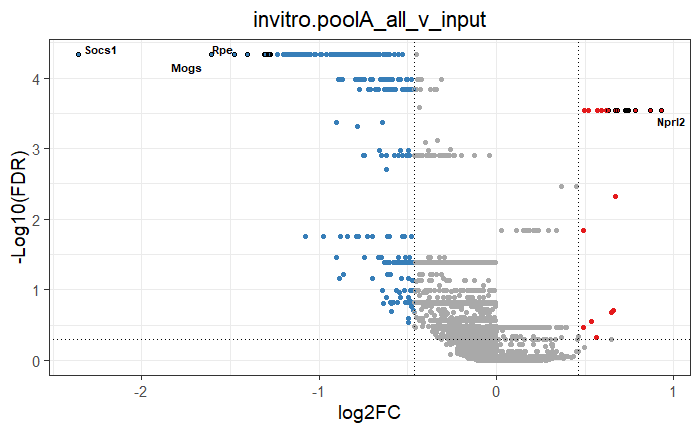 invitro.poolA_all_v_input
Socs1
Rpe
Mogs
Nprl2
-Log10(FDR)
4
3
2
1
0
-2
-1
0
1
log2FC